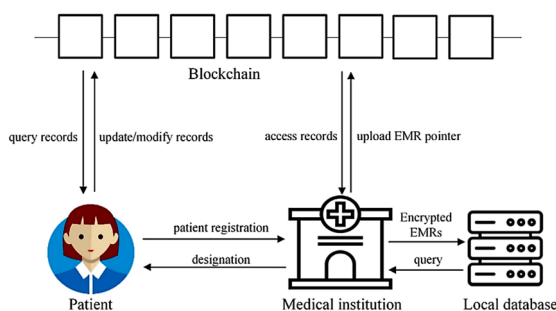 Blockchain
query records
update/modify records
access records
upload EMR pointer
patient registration
designation
Encrypted
EMRs
query
Patient
Medical institution
Local database